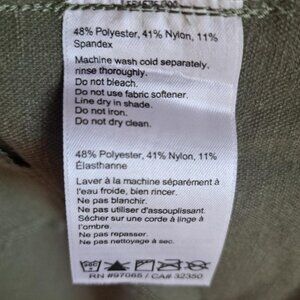 48% Polyester, 41% Nylon, 11%
Spandex
Machine wash cold separately,
rinse thoroughly.
Do not bleach.
Do not use fabric softener.
Line dry in shade.
Do not iron.
Do not dry clean.
48% Polyester, 41% Nylon, 11%
Élasthanne
Laver à la machine séparément à
l'eau froide, bien rincer.
Ne pas blanchir.
Ne pas utiliser d'assouplissant.
Sécher sur une corde à linge à
l'ombre.
Ne pas repasser.
Ne pas nettoyage à sec.
RN #97065 / CA# 32350